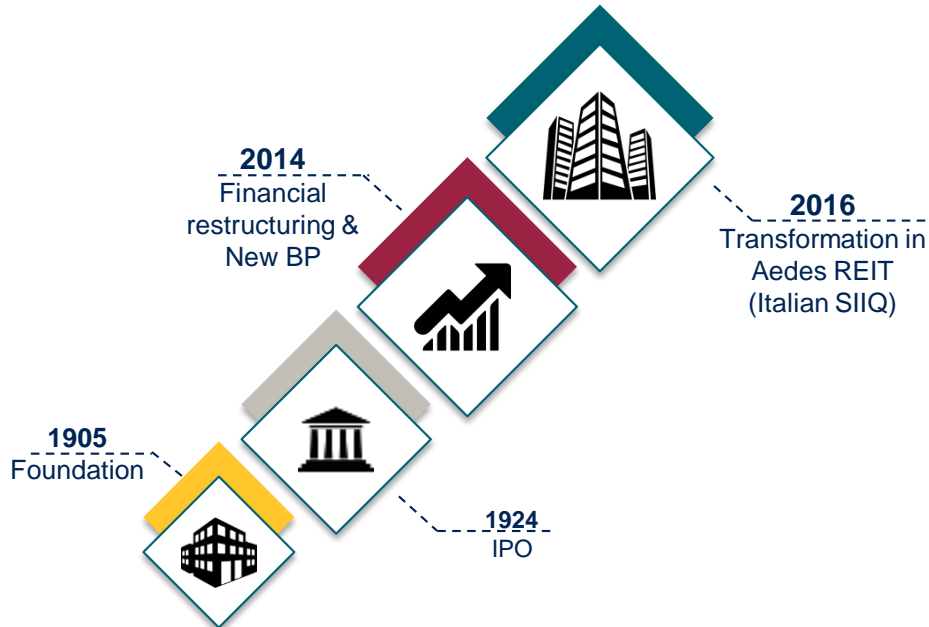 2014
Financial
restructuring &
New BP
2016
Transformation in
Aedes REIT
(Italian SIIQ)
1905
Foundation
1924
IPO